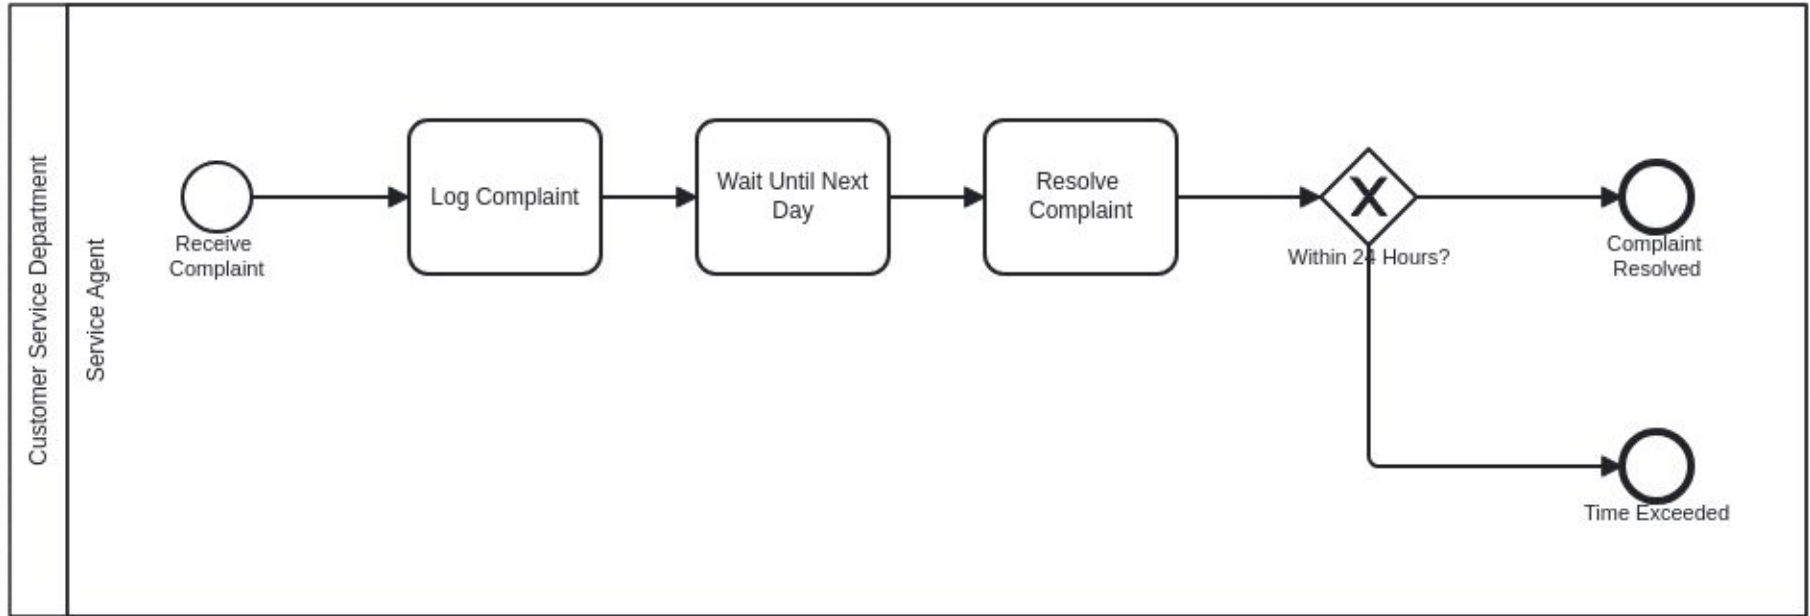 Customer Service Department
Service Agent
Receive
Complaint
Log Complaint
Wait Until Next
Day
Resolve
Complaint
X
Within 24 Hours?
Complaint
Resolved
Time Exceeded